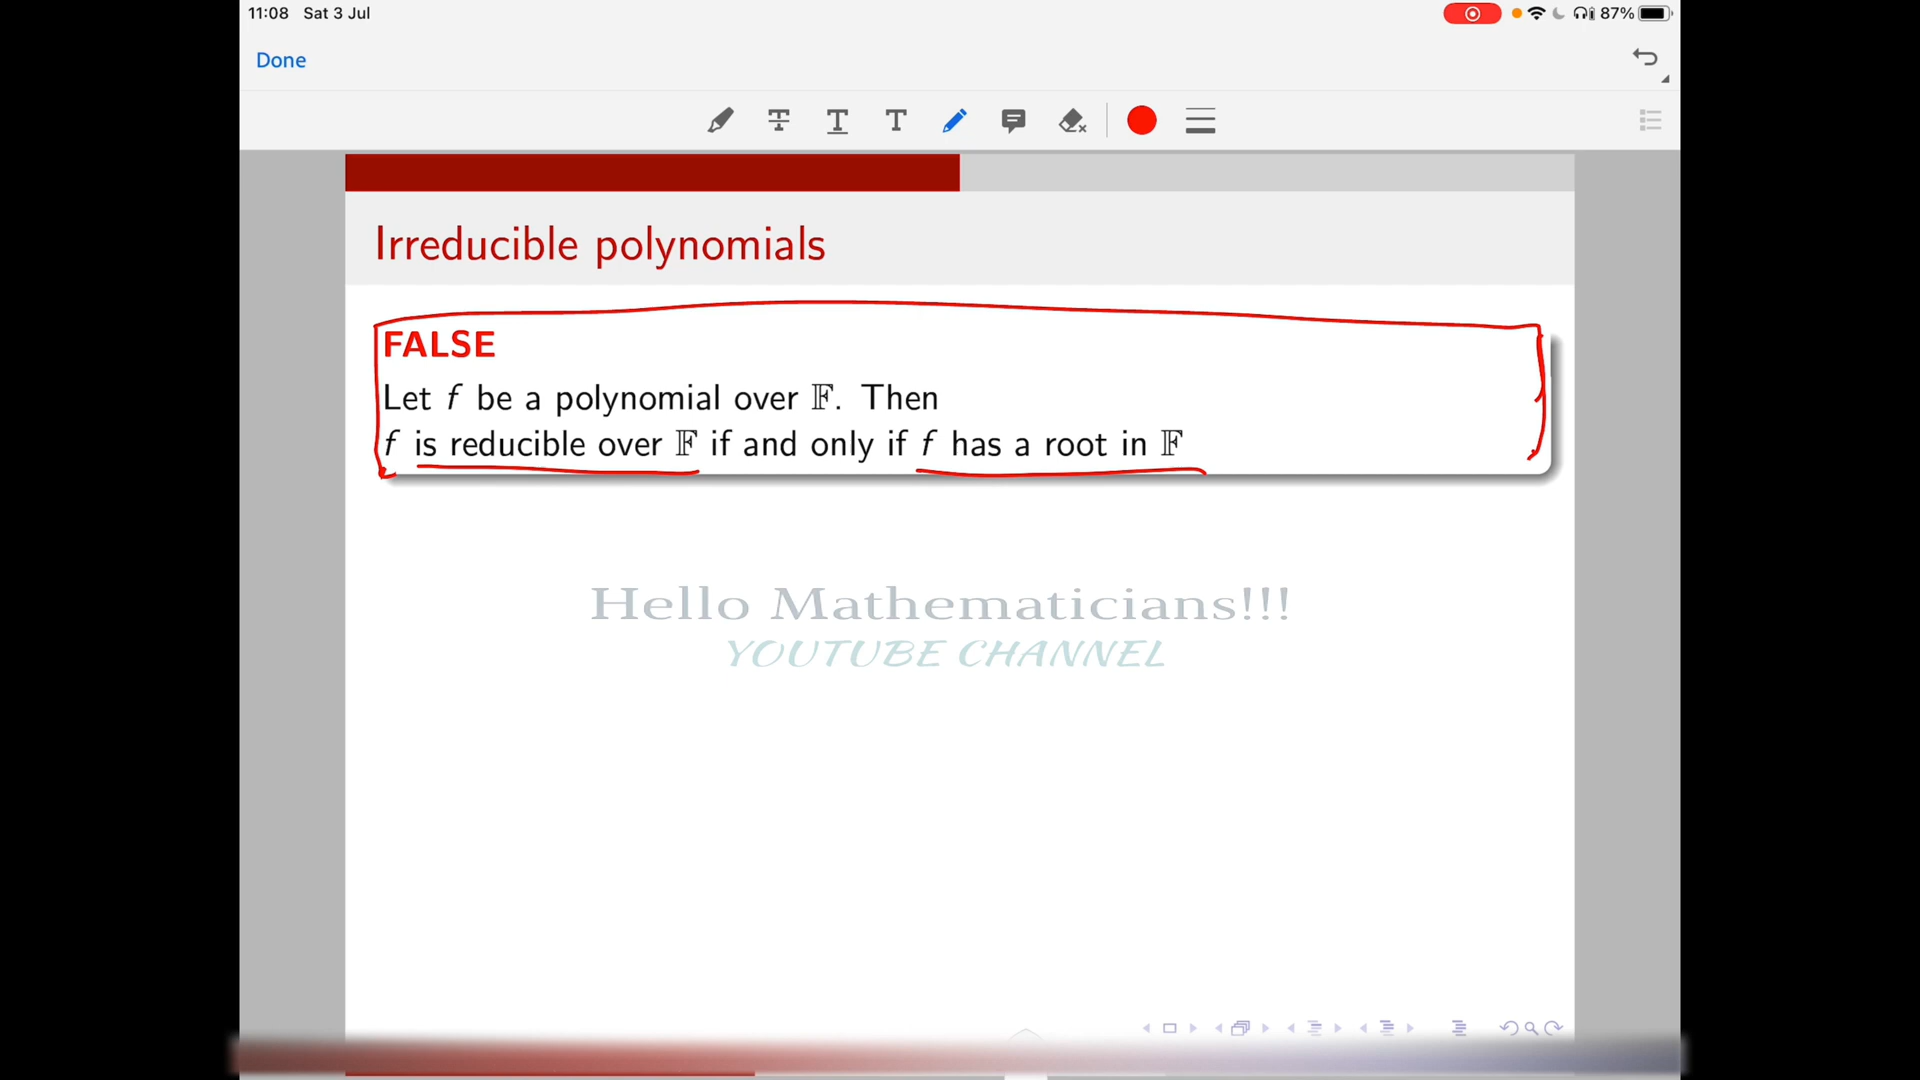 11:08 Sat 3 Jul
87%
Done
Irreducible polynomials
FALSE
Let f be a polynomial over 𝔽. Then
f is reducible over 𝔽 if and only if f has a root in 𝔽
Hello Mathematicians!!!
YOUTUBE CHANNEL